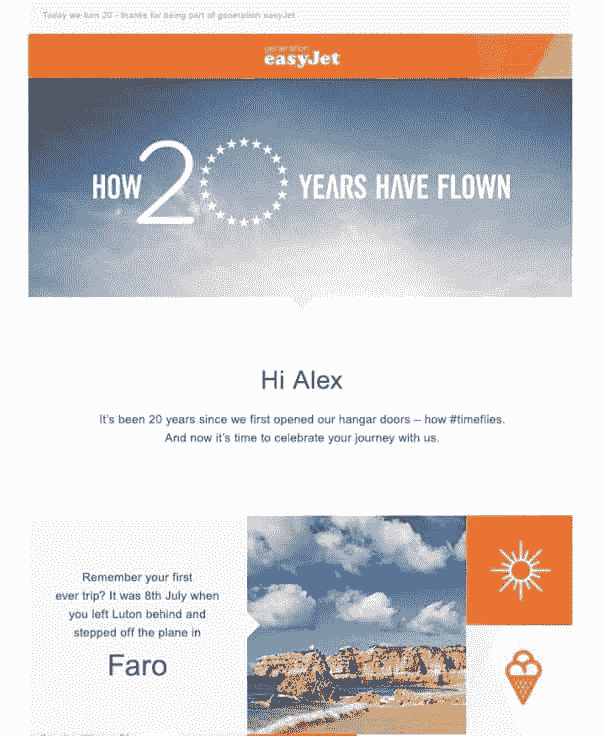 Today we turn 20 - thanks for being part of generation easyJet
generation
easyJet
HOW 20 YEARS HAVE FLOWN
Hi Alex
It's been 20 years since we first opened our hangar doors – how #timeflies.
And now it's time to celebrate your journey with us.
Remember your first
ever trip? It was 8th July when
you left Luton behind and
stepped off the plane in
Faro